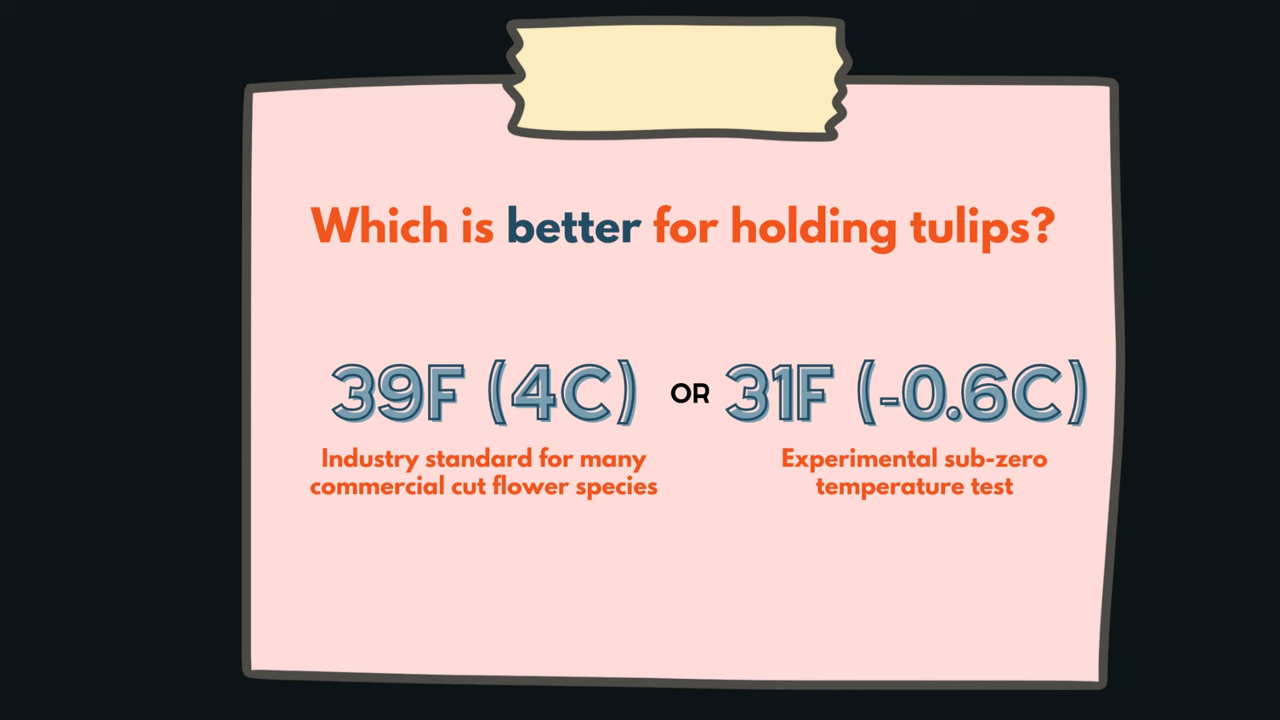 Which is better for holding tulips?
39F (4C) OR 31F (-0.6C)
Industry standard for many
commercial cut flower species
Experimental sub-zero
temperature test